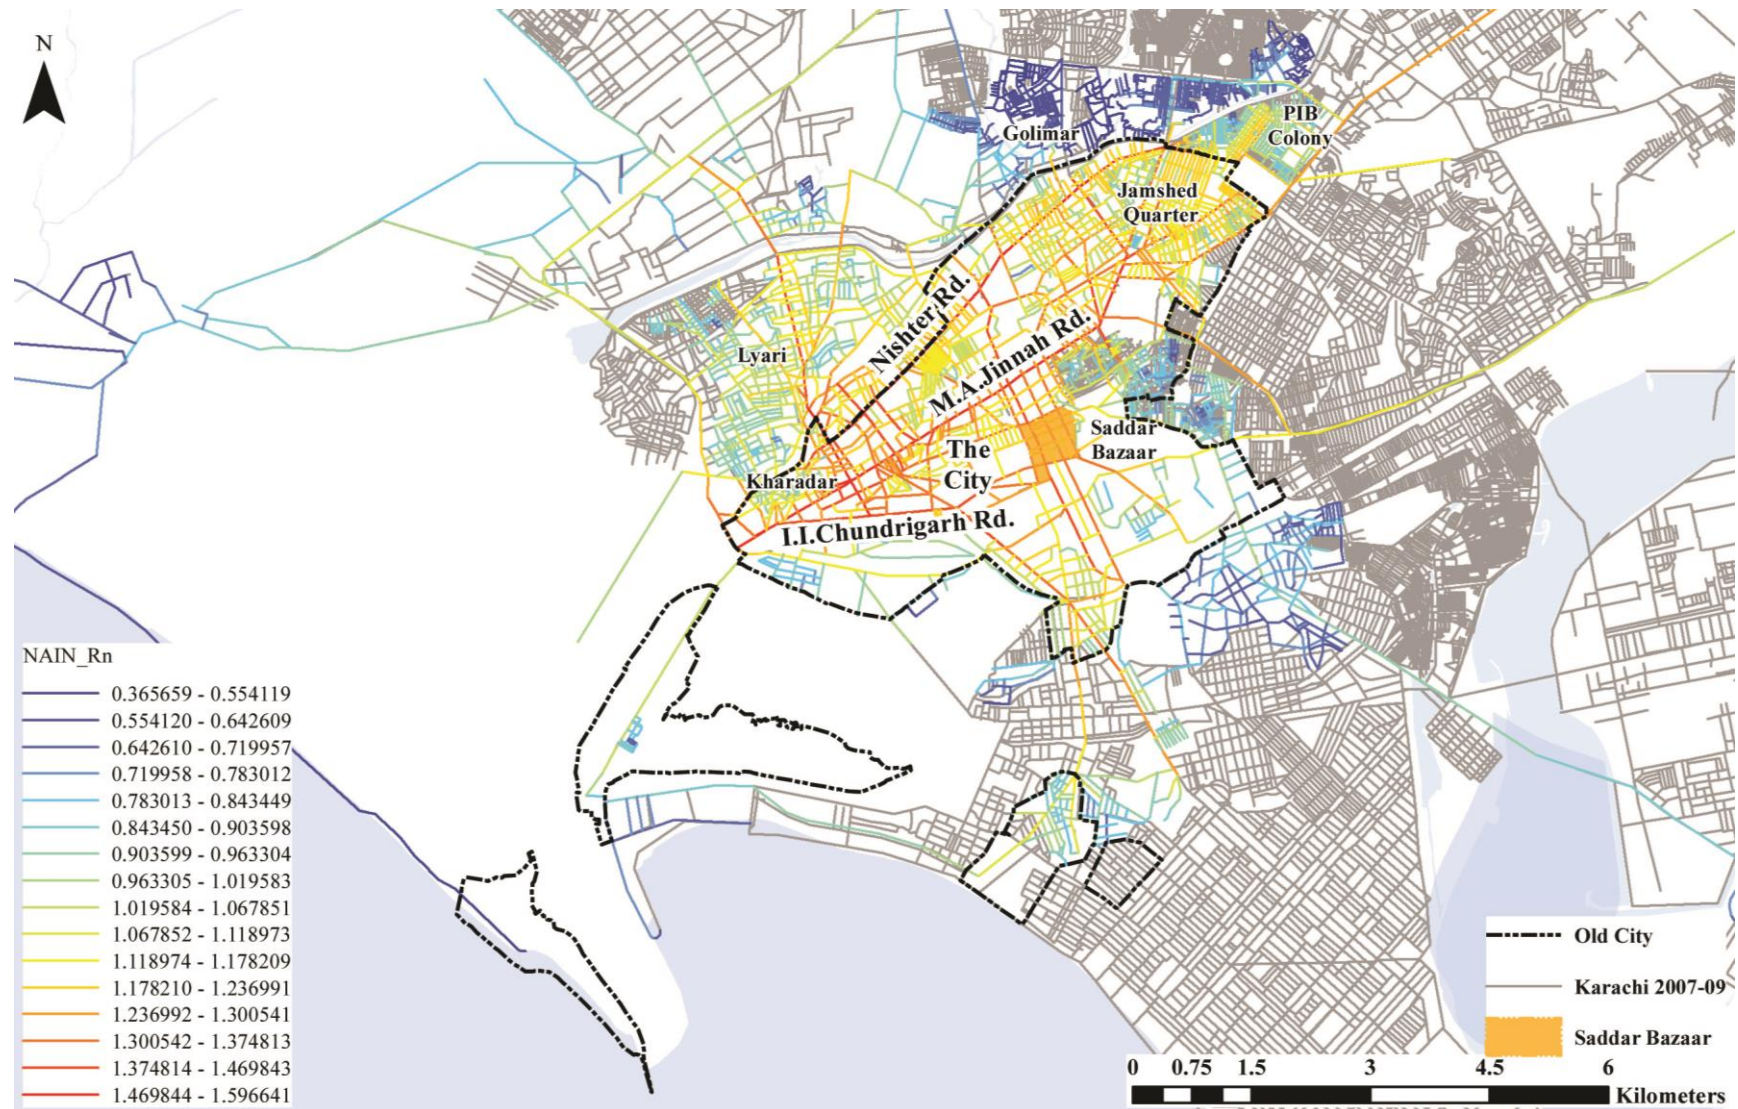 N
Golimar
PIB
Colony
Jamshed
Quarter
Nishter Rd.
Lyari
M.A.Jinnah Rd.
Saddar
Bazaar
The
City
Kharadar
I.I.Chundrigarh Rd.
NAIN_Rn
0.365659 - 0.554119
0.554120 - 0.642609
0.642610 - 0.719957
0.719958 - 0.783012
0.783013 - 0.843449
0.843450 - 0.903598
0.903599 - 0.963304
0.963305 - 1.019583
1.019584 - 1.067851
1.067852 - 1.118973
1.118974 - 1.178209
1.178210 - 1.236991
1.236992 - 1.300541
1.300542 - 1.374813
1.374814 - 1.469843
1.469844 - 1.596641
Old City
Karachi 2007-09
Saddar Bazaar
0 0.75 1.5 3 4.5 6
Kilometers